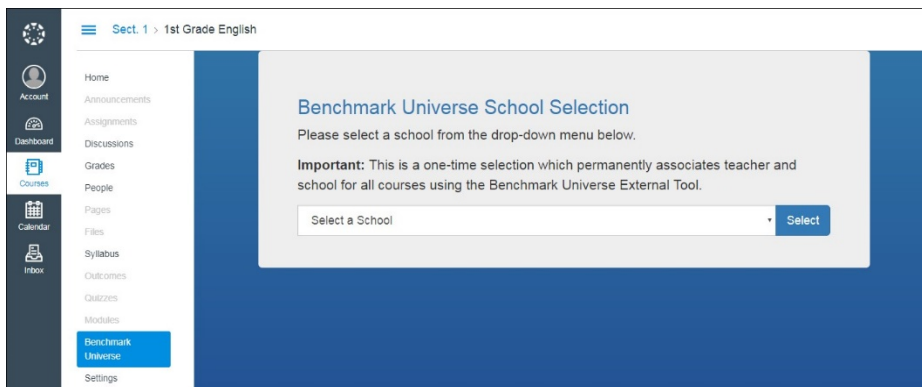 Sect. 1 > 1st Grade English
Account
Dashboard
Courses
Calendar
Inbox
Home
Announcements
Assignments
Discussions
Grades
People
Pages
Files
Syllabus
Outcomes
Quizzes
Modules
Benchmark
Universe
Settings
Benchmark Universe School Selection
Please select a school from the drop-down menu below.
Important: This is a one-time selection which permanently associates teacher and
school for all courses using the Benchmark Universe External Tool.
Select a School
Select